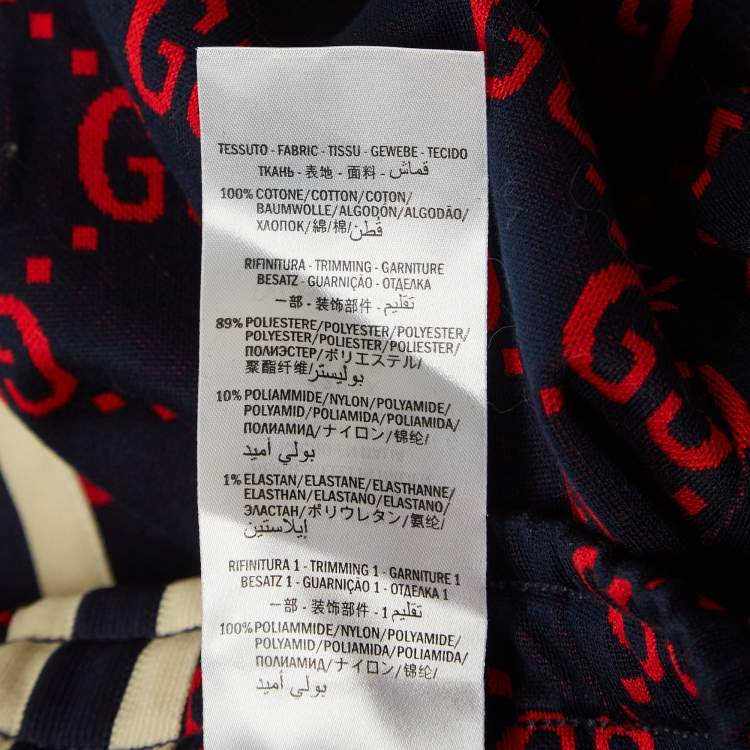 TESSUTO - FABRIC - TISSU - GEWEBE - TECIDO
ТКАНЬ - 表地 - 面料 - قماش
100% COTONE/COTTON/COTON/
BAUMWOLLE/ALGODÓN/ALGODÃO/
ХЛОПОК/綿/棉/قطن
RIFINITURA - TRIMMING - GARNITURE
BESATZ - GUARNIÇÃO - ОТДЕЛКА
一部 - 装饰部件 - تقليم
89% POLIESTERE/POLYESTER/POLYESTER/
POLYESTER/POLIESTER/POLIESTER/
ПОЛИЭСТЕР/ポリエステル/
聚酯纤维/بوليستر
10% POLIAMMIDE/NYLON/POLYAMIDE/
POLYAMID/POLIAMIDA/POLIAMIDA/
ПОЛИАМИД/ナイロン/锦纶/
بولي أميد
1% ELASTAN/ELASTANE/ELASTHANNE/
ELASTHAN/ELASTANO/ELASTANO/
ЭЛАСТАН/ポリウレタン/氨纶/
إيلاستين
RIFINITURA 1 - TRIMMING 1 - GARNITURE 1
BESATZ 1 - GUARNIÇÃO 1 - ОТДЕЛКА 1
一部 - 装饰部件 - 1 تقليم
100% POLIAMMIDE/NYLON/POLYAMIDE/
POLYAMID/POLIAMIDA/POLIAMIDA/
ПОЛИАМИД/ナイロン/锦纶/
بولي أميد